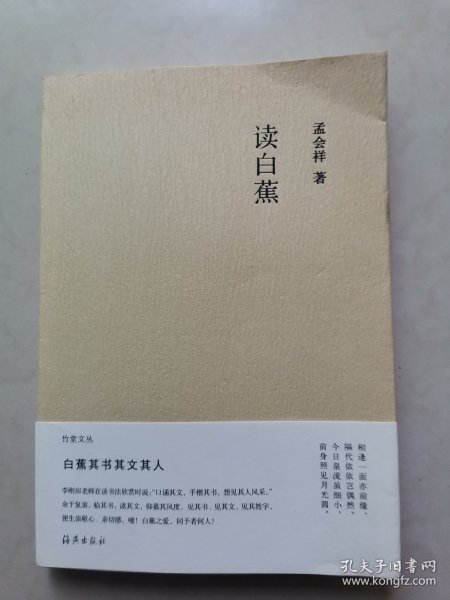 孟会祥 著
读白蕉
竹堂文丛
白蕉其书其文其人
李刚田老师在谈书法欣赏时说："口诵其文，手楷其书，想见其人风采。"
余于复翁，临其书，读其文，仰慕其风度，见其书，见其文，见其姓字，
便生崇敬心、亲切感。噫！白蕉之爱，同予者何人？
海燕出版社
相逢一面亦前缘，
隔代依依岂偶然。
今日泉流虽细小，
前身照见月光圆。
孔夫子旧书网
book.kongfz.com